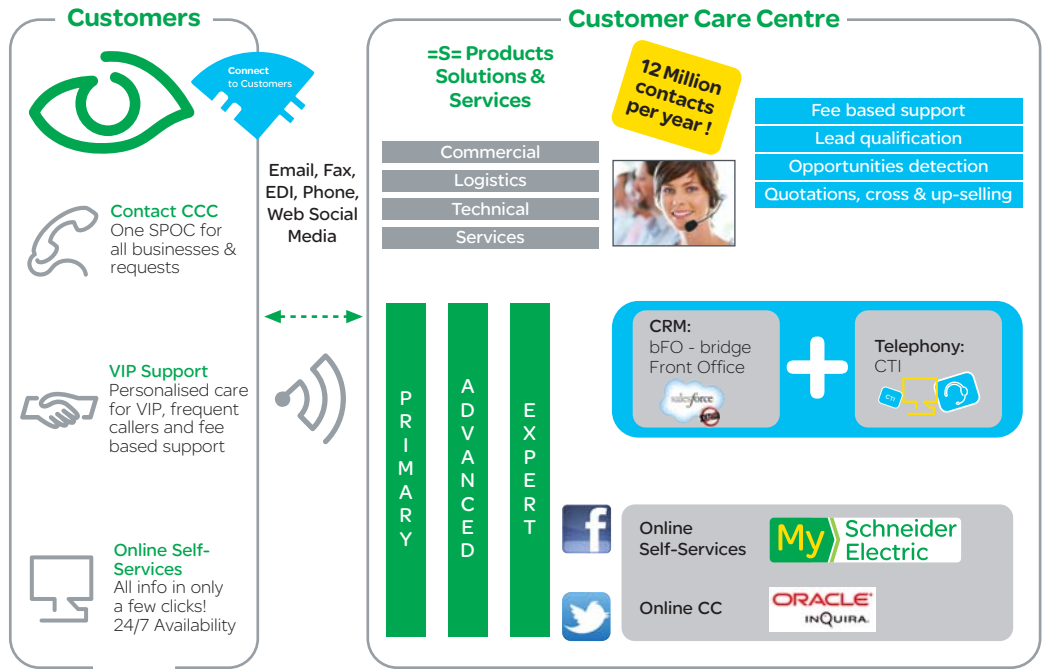 Customers
Connect
to Customers
Contact CCC
One SPOC for
all businesses &
requests
VIP Support
Personalised care
for VIP, frequent
callers and fee
based support
Online Self-
Services
All info in only
a few clicks!
24/7 Availability
Email, Fax,
EDI, Phone,
Web Social
Media
Customer Care Centre
=S= Products
Solutions &
Services
Commercial
Logistics
Technical
Services
12 Million
contacts
per year !
Fee based support
Lead qualification
Opportunities detection
Quotations, cross & up-selling
PRIMARY
ADVANCED
EXPERT
CRM:
bFO - bridge
Front Office
salesforce
Telephony:
CTI
CTI
Online
Self-Services
My Schneider
Electric
Online CC
ORACLE
INQUIRA